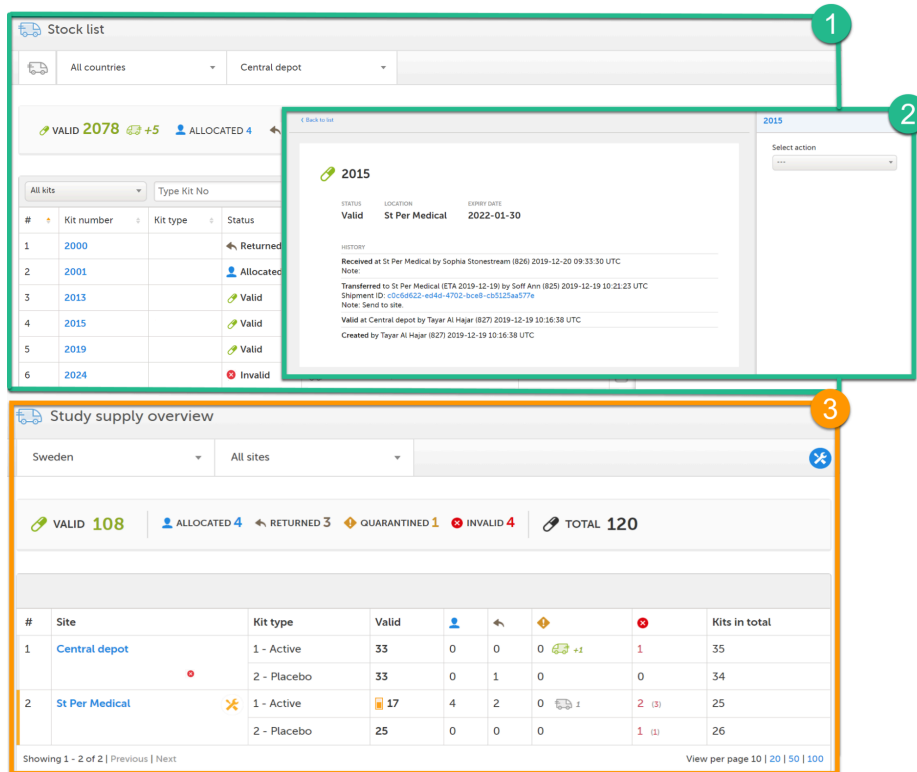 1
Stock list
All countries
Central depot
VALID 2078 +5 ALLOCATED 4
All kits
Type Kit No
# Kit number Kit type Status
1 2000 Returned
2 2001 Allocated
3 2013 Valid
4 2015 Valid
5 2019 Valid
6 2024 Invalid
2
Back to list
2015
2015
Select action
---
STATUS LOCATION EXPIRY DATE
Valid St Per Medical 2022-01-30
HISTORY
Received at St Per Medical by Sophia Stonestream (826) 2019-12-20 09:33:30 UTC
Note:
Transferred to St Per Medical (ETA 2019-12-19) by Soff Ann (825) 2019-12-19 10:21:23 UTC
Shipment ID: c0c6d622-ed4d-4702-bce8-cb5125aa577e
Note: Send to site.
Valid at Central depot by Tayar Al Hajar (827) 2019-12-19 10:16:38 UTC
Created by Tayar Al Hajar (827) 2019-12-19 10:16:38 UTC
3
Study supply overview
Sweden
All sites
VALID 108 ALLOCATED 4 RETURNED 3 QUARANTINED 1 INVALID 4 TOTAL 120
# Site Kit type Valid Kits in total
1 Central depot 1 - Active 33 0 0 0 +1 1 35
2 - Placebo 33 0 1 0 0 34
2 St Per Medical 1 - Active 17 4 2 0 1 2 (3) 25
2 - Placebo 25 0 0 0 1 (1) 26
Showing 1 - 2 of 2 | Previous | Next
View per page 10 | 20 | 50 | 100